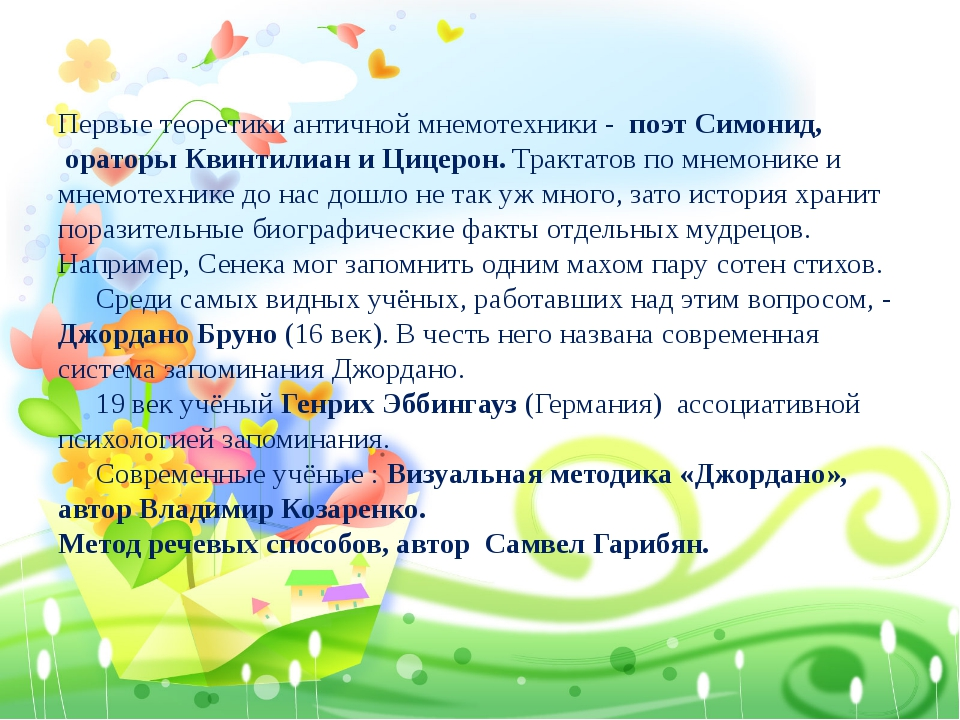 Первые теоретики античной мнемотехники - поэт Симонид,
ораторы Квинтилиан и Цицерон. Трактатов по мнемонике и
мнемотехнике до нас дошло не так уж много, зато история хранит
поразительные биографические факты отдельных мудрецов.
Например, Сенека мог запомнить одним махом пару сотен стихов.
Среди самых видных учёных, работавших над этим вопросом, -
Джордано Бруно (16 век). В честь него названа современная
система запоминания Джордано.
19 век учёный Генрих Эббингауз (Германия) ассоциативной
психологией запоминания.
Современные учёные : Визуальная методика «Джордано»,
автор Владимир Козаренко.
Метод речевых способов, автор Самвел Гарибян.